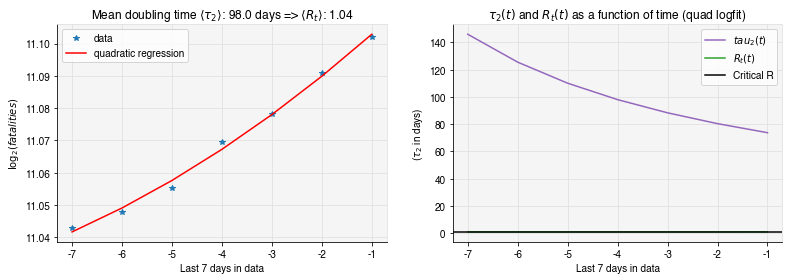 Mean doubling time ⟨τ₂⟩: 98.0 days => ⟨Rₜ⟩: 1.04
data
quadratic regression
11.10
11.09
11.08
11.07
11.06
11.05
11.04
log₂(fatalities)
-7 -6 -5 -4 -3 -2 -1
Last 7 days in data
τ₂(t) and Rₜ(t) as a function of time (quad logfit)
tau₂(t)
Rₜ(t)
Critical R
140
120
100
80
60
40
20
0
(τ₂ in days)
-7 -6 -5 -4 -3 -2 -1
Last 7 days in data